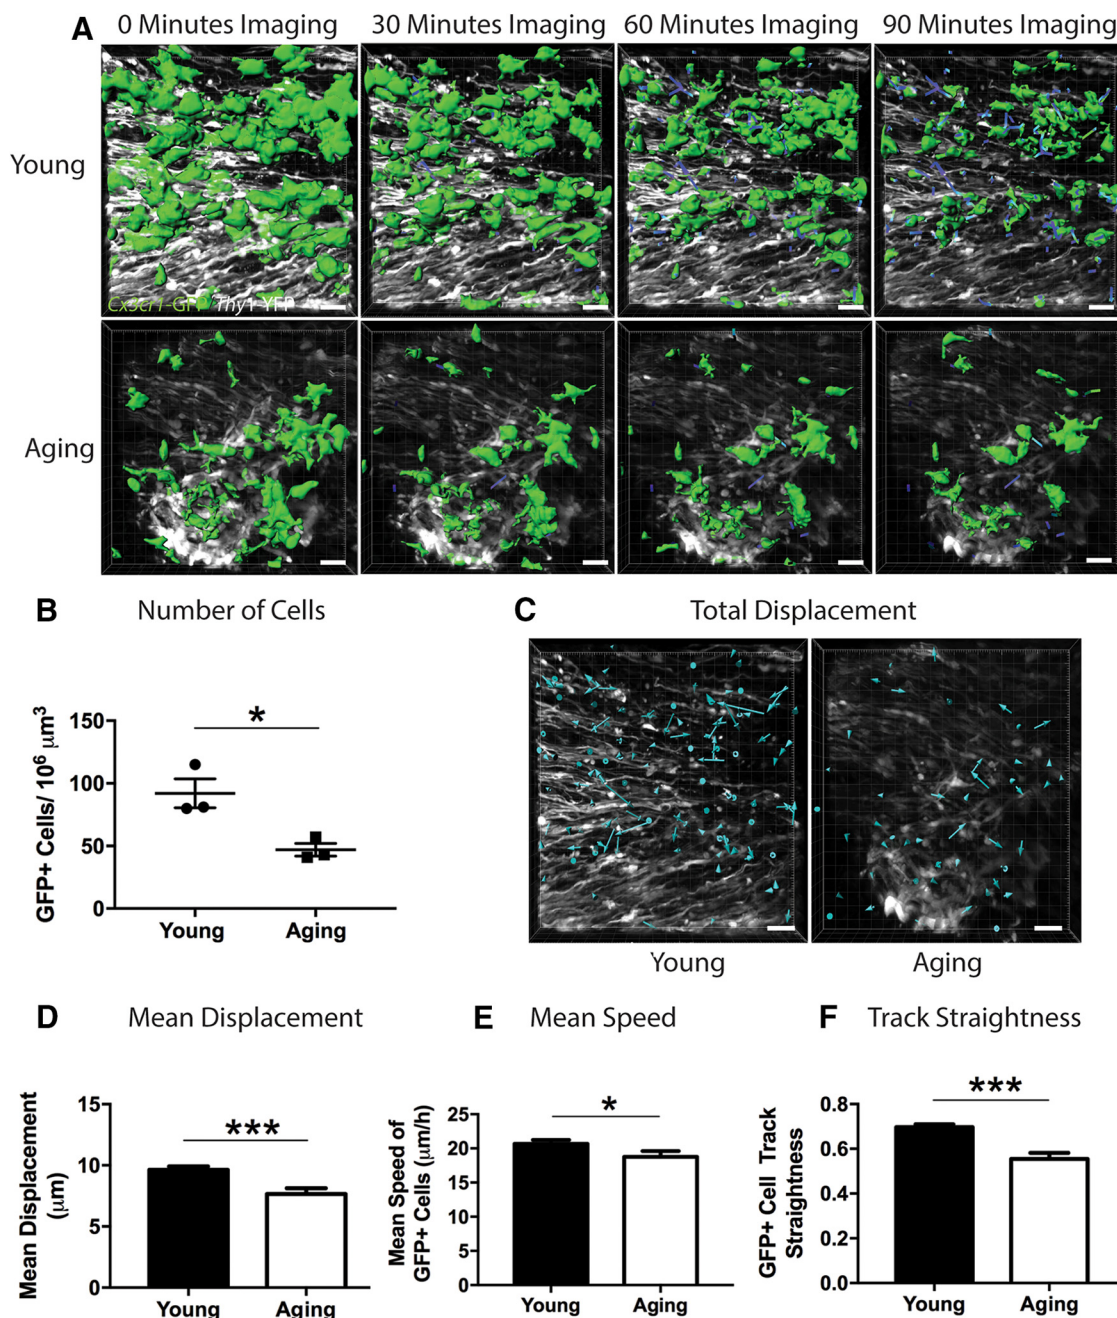 A
0 Minutes Imaging
30 Minutes Imaging
60 Minutes Imaging
90 Minutes Imaging
Young
Cx3cr1-GFP/Thy1-YFP
Aging
B
Number of Cells
GFP+ Cells/ 10⁶ μm³
150
100
50
0
*
Young
Aging
C
Total Displacement
Young
Aging
D
Mean Displacement
Mean Displacement
(μm)
15
10
5
0
***
Young
Aging
E
Mean Speed
Mean Speed of
GFP+ Cells (μm/h)
25
20
15
10
5
0
*
Young
Aging
F
Track Straightness
GFP+ Cell Track
Straightness
0.8
0.6
0.4
0.2
0.0
***
Young
Aging